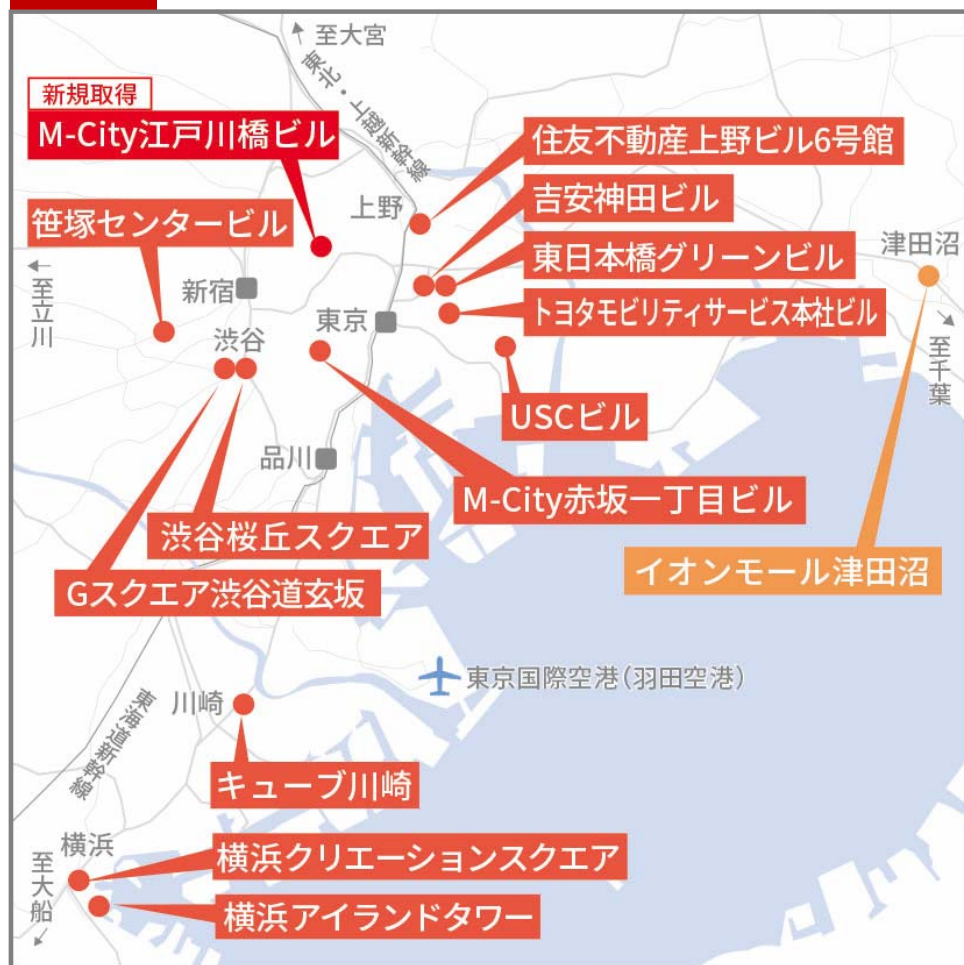 至大宮
東北・上越新幹線
新規取得
M-City江戸川橋ビル
住友不動産上野ビル6号館
吉安神田ビル
上野
笹塚センタービル
東日本橋グリーンビル
津田沼
至立川
新宿
東京
トヨタモビリティサービス本社ビル
渋谷
至千葉
USCビル
品川
M-City赤坂一丁目ビル
渋谷桜丘スクエア
イオンモール津田沼
Gスクエア渋谷道玄坂
東京国際空港(羽田空港)
川崎
東海道新幹線
キューブ川崎
横浜
横浜クリエーションスクエア
至大船
横浜アイランドタワー